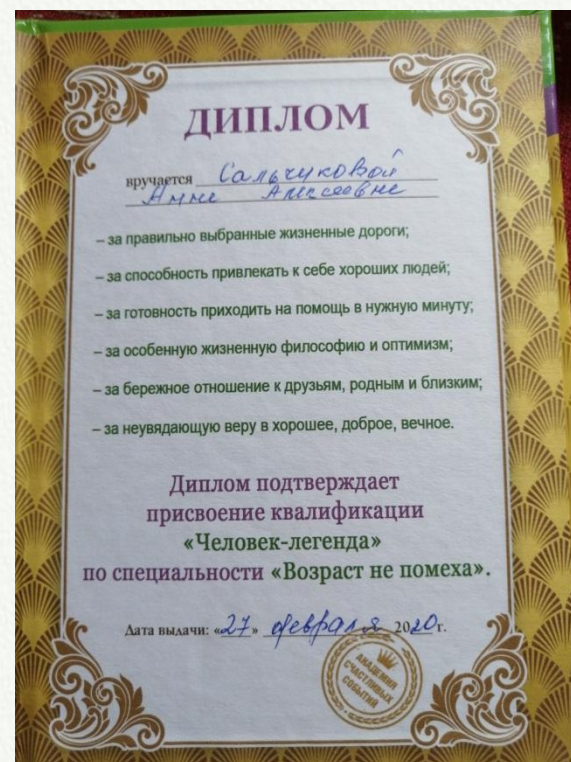 ДИПЛОМ
вручается Сальчуковой
Анне Алексеевне
– за правильно выбранные жизненные дороги;
– за способность привлекать к себе хороших людей;
– за готовность приходить на помощь в нужную минуту;
– за особенную жизненную философию и оптимизм;
– за бережное отношение к друзьям, родным и близким;
– за неувядающую веру в хорошее, доброе, вечное.
Диплом подтверждает
присвоение квалификации
«Человек-легенда»
по специальности «Возраст не помеха».
Дата выдачи: «27» февраля 2020 г.
АКАДЕМИЯ
СЧАСТЛИВЫХ
СОБЫТИЙ